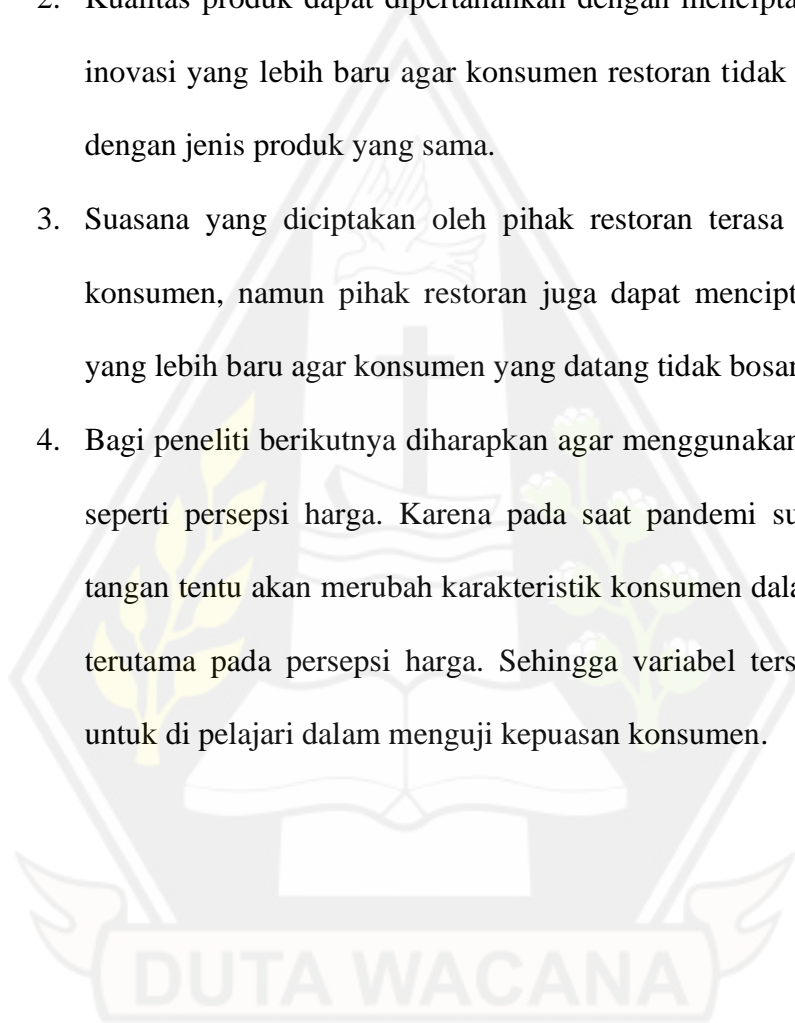 2. Kualitas produk dapat dipertahankan dengan mencipta
inovasi yang lebih baru agar konsumen restoran tidak
dengan jenis produk yang sama.
3. Suasana yang diciptakan oleh pihak restoran terasa
konsumen, namun pihak restoran juga dapat mencipt
yang lebih baru agar konsumen yang datang tidak bosan
4. Bagi peneliti berikutnya diharapkan agar menggunakan
seperti persepsi harga. Karena pada saat pandemi su
tangan tentu akan merubah karakteristik konsumen dala
terutama pada persepsi harga. Sehingga variabel ters
untuk di pelajari dalam menguji kepuasan konsumen.
DUTA WACANA